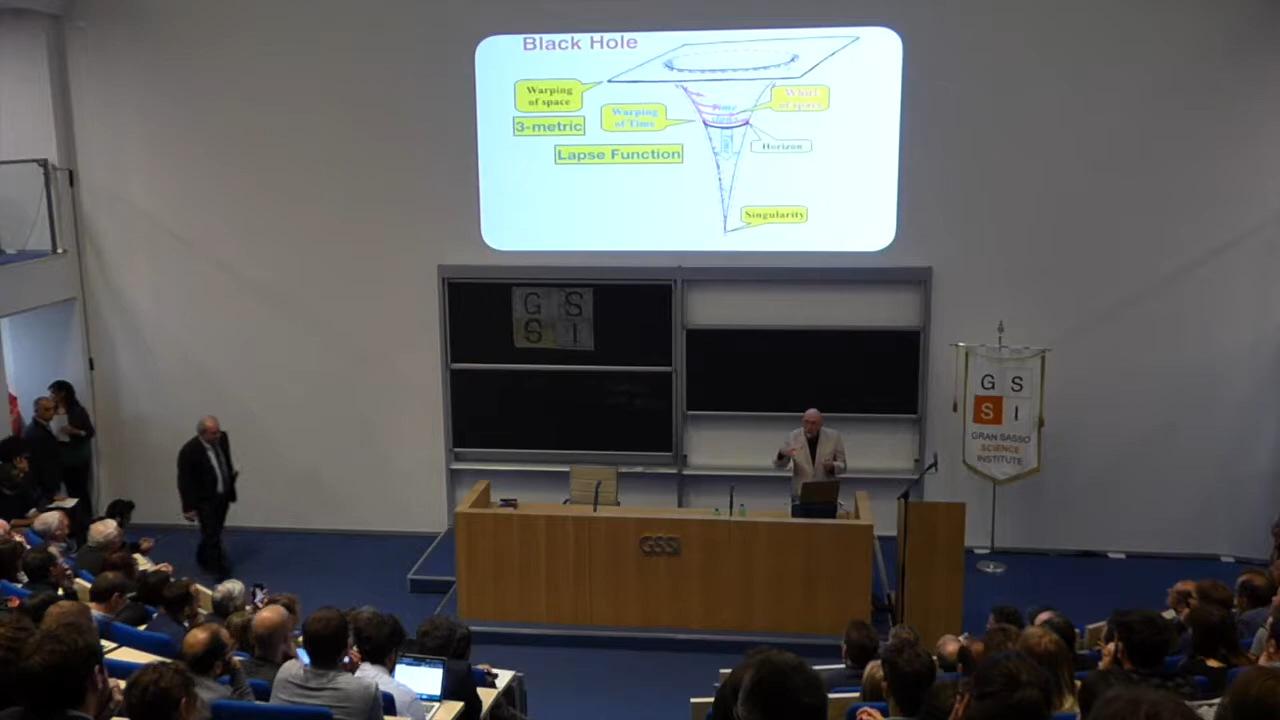 Black Hole
Warping
of space
3-metric
Warping
of Time
Lapse Function
Whirl
of space
Horizon
Singularity
G S
S I
G S
S I
GRAN SASSO
SCIENCE
INSTITUTE
GSSI